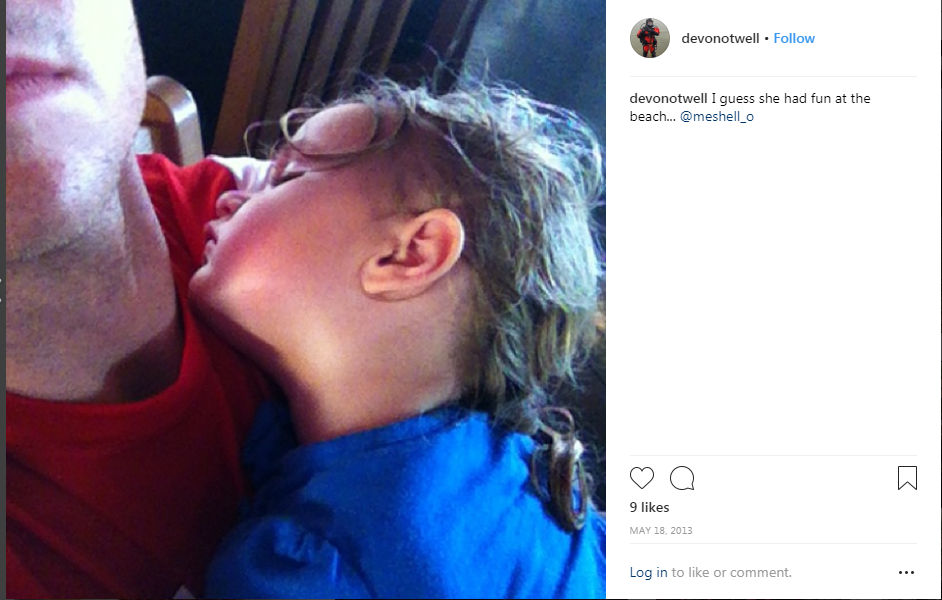 devonotwell • Follow
devonotwell I guess she had fun at the
beach... @meshell_o
9 likes
MAY 18, 2013
Log in to like or comment.